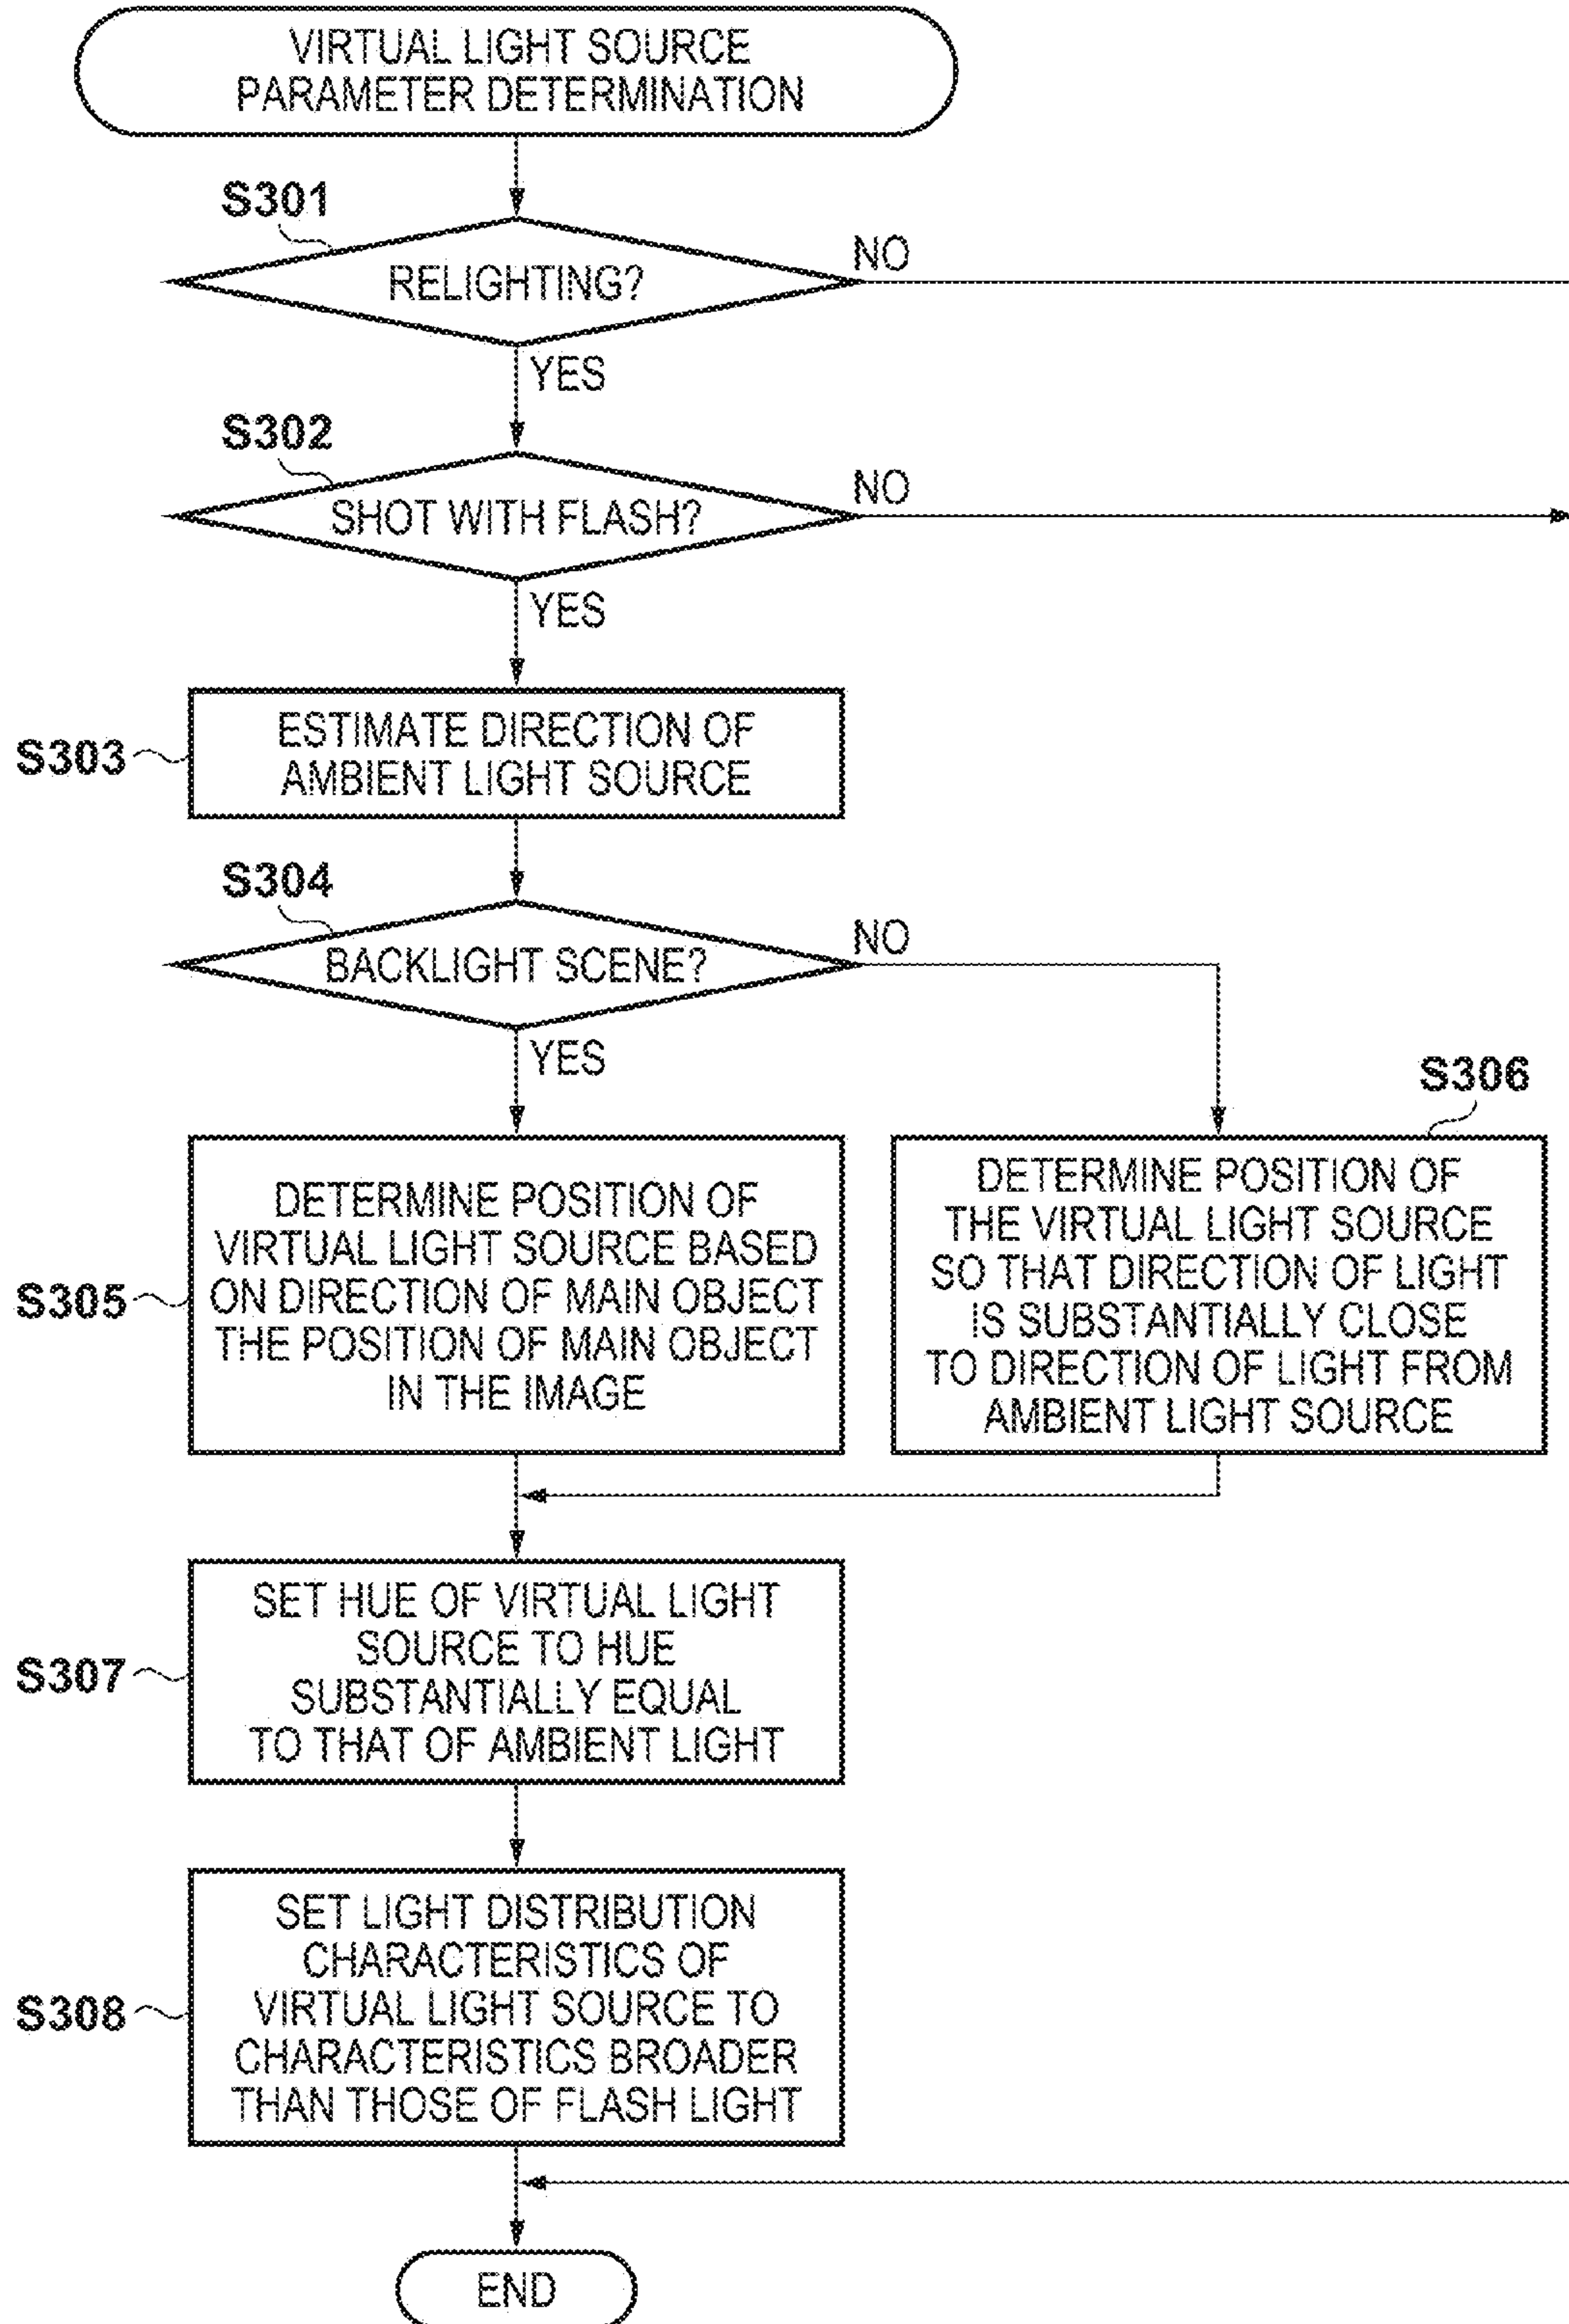 VIRTUAL LIGHT SOURCE
PARAMETER DETERMINATION
S301
RELIGHTING?
NO
YES
S302
SHOT WITH FLASH?
NO
YES
S303
ESTIMATE DIRECTION OF
AMBIENT LIGHT SOURCE
S304
BACKLIGHT SCENE?
NO
YES
S305
DETERMINE POSITION OF
VIRTUAL LIGHT SOURCE BASED
ON DIRECTION OF MAIN OBJECT
THE POSITION OF MAIN OBJECT
IN THE IMAGE
S306
DETERMINE POSITION OF
THE VIRTUAL LIGHT SOURCE
SO THAT DIRECTION OF LIGHT
IS SUBSTANTIALLY CLOSE
TO DIRECTION OF LIGHT FROM
AMBIENT LIGHT SOURCE
S307
SET HUE OF VIRTUAL LIGHT
SOURCE TO HUE
SUBSTANTIALLY EQUAL
TO THAT OF AMBIENT LIGHT
S308
SET LIGHT DISTRIBUTION
CHARACTERISTICS OF
VIRTUAL LIGHT SOURCE TO
CHARACTERISTICS BROADER
THAN THOSE OF FLASH LIGHT
END